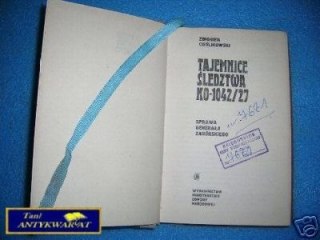 ZBIGNIEW
CIEŚLIKOWSKI
TAJEMNICE
ŚLEDZTWA
KO-1042/27
SPRAWA
GENERAŁA
ZAGÓRSKIEGO
WYDAWNICTWO
MINISTERSTWA
OBRONY
NARODOWEJ
Tani
ANTYKWARIAT